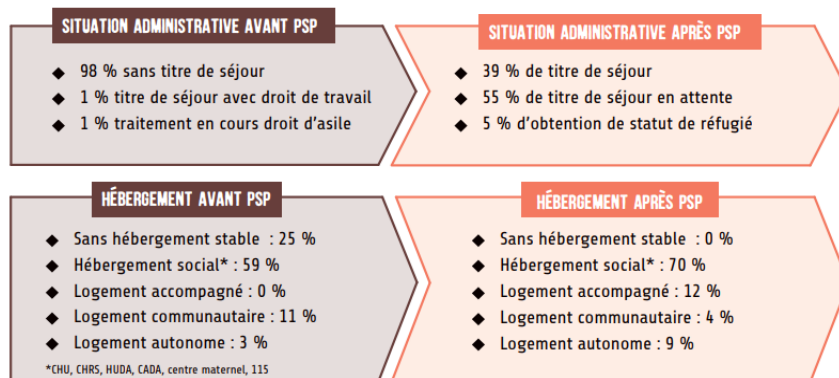 SITUATION ADMINISTRATIVE AVANT PSP
◆ 98 % sans titre de séjour
◆ 1 % titre de séjour avec droit de travail
◆ 1 % traitement en cours droit d'asile
SITUATION ADMINISTRATIVE APRÈS PSP
◆ 39 % de titre de séjour
◆ 55 % de titre de séjour en attente
◆ 5 % d'obtention de statut de réfugié
HÉBERGEMENT AVANT PSP
◆ Sans hébergement stable : 25 %
◆ Hébergement social* : 59 %
◆ Logement accompagné : 0 %
◆ Logement communautaire : 11 %
◆ Logement autonome : 3 %
*CHU, CHRS, HUDA, CADA, centre maternel, 115
HÉBERGEMENT APRÈS PSP
◆ Sans hébergement stable : 0 %
◆ Hébergement social* : 70 %
◆ Logement accompagné : 12 %
◆ Logement communautaire : 4 %
◆ Logement autonome : 9 %